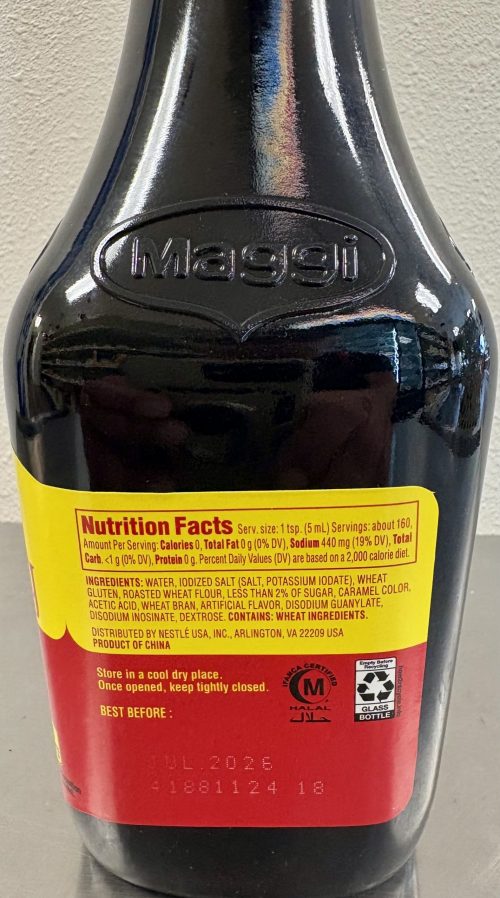 Maggi
Nutrition Facts Serv. size: 1 tsp. (5 mL) Servings: about 160,
Amount Per Serving: Calories 0, Total Fat 0 g (0% DV), Sodium 440 mg (19% DV), Total
Carb. <1 g (0% DV), Protein 0 g. Percent Daily Values (DV) are based on a 2,000 calorie diet.
INGREDIENTS: WATER, IODIZED SALT (SALT, POTASSIUM IODATE), WHEAT
GLUTEN, ROASTED WHEAT FLOUR, LESS THAN 2% OF SUGAR, CARAMEL COLOR,
ACETIC ACID, WHEAT BRAN, ARTIFICIAL FLAVOR, DISODIUM GUANYLATE,
DISODIUM INOSINATE, DEXTROSE. CONTAINS: WHEAT INGREDIENTS.
DISTRIBUTED BY NESTLÉ USA, INC., ARLINGTON, VA 22209 USA
PRODUCT OF CHINA
Store in a cool dry place.
Once opened, keep tightly closed.
BEST BEFORE :
IFANCA CERTIFIED
M
HALAL
حلال
Empty Before
Recycling
GLASS
BOTTLE
JUL.2026
41881124 18